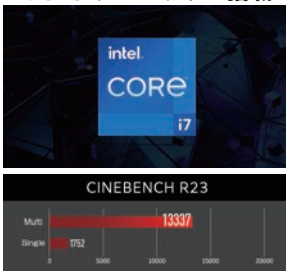 intel
CORE
i7
CINEBENCH R23
Multi 13337
Single 1752
0 5000 10000 15000 20000